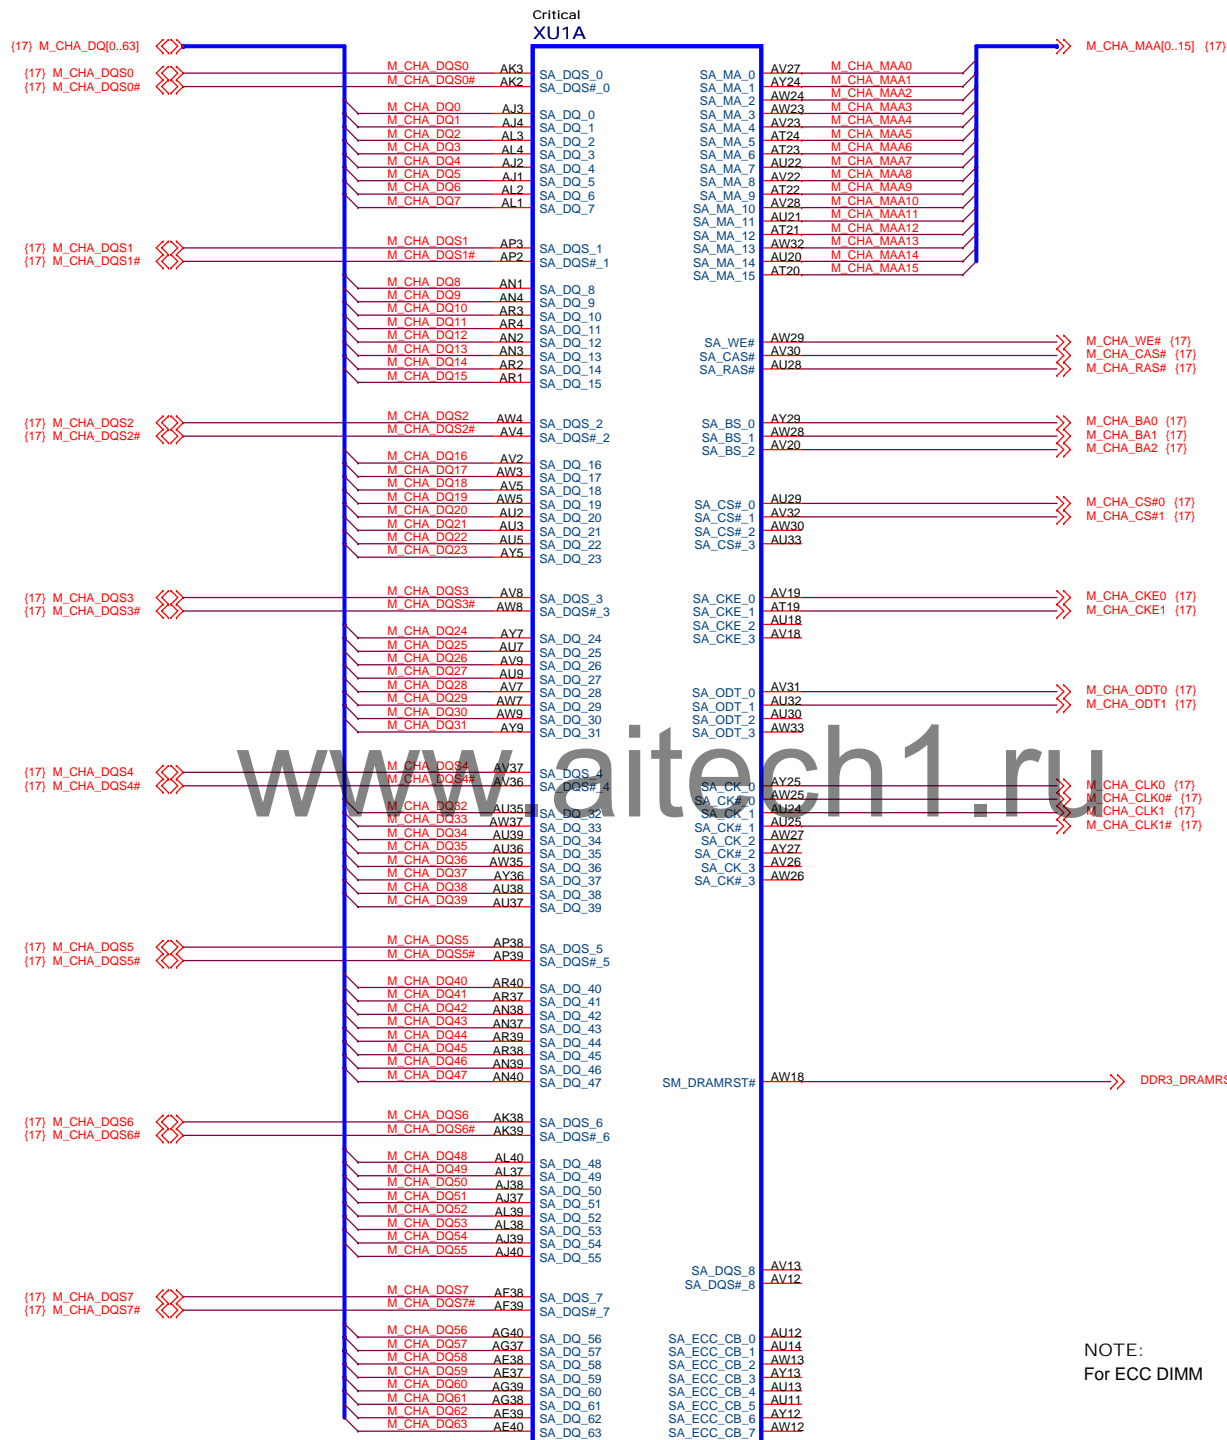 Critical
XU1A
{17} M_CHA_DQ[0..63]
M_CHA_MAA[0..15] {17}
{17} M_CHA_DQS0 M_CHA_DQS0 AK3 SA_DQS_0
{17} M_CHA_DQS0# M_CHA_DQS0# AK2 SA_DQS#_0
M_CHA_DQ0 AJ3 SA_DQ_0
M_CHA_DQ1 AJ4 SA_DQ_1
M_CHA_DQ2 AL3 SA_DQ_2
M_CHA_DQ3 AL4 SA_DQ_3
M_CHA_DQ4 AJ2 SA_DQ_4
M_CHA_DQ5 AJ1 SA_DQ_5
M_CHA_DQ6 AL2 SA_DQ_6
M_CHA_DQ7 AL1 SA_DQ_7
{17} M_CHA_DQS1 M_CHA_DQS1 AP3 SA_DQS_1
{17} M_CHA_DQS1# M_CHA_DQS1# AP2 SA_DQS#_1
M_CHA_DQ8 AN1 SA_DQ_8
M_CHA_DQ9 AN4 SA_DQ_9
M_CHA_DQ10 AR3 SA_DQ_10
M_CHA_DQ11 AR4 SA_DQ_11
M_CHA_DQ12 AN2 SA_DQ_12
M_CHA_DQ13 AN3 SA_DQ_13
M_CHA_DQ14 AR2 SA_DQ_14
M_CHA_DQ15 AR1 SA_DQ_15
{17} M_CHA_DQS2 M_CHA_DQS2 AW4 SA_DQS_2
{17} M_CHA_DQS2# M_CHA_DQS2# AV4 SA_DQS#_2
M_CHA_DQ16 AV2 SA_DQ_16
M_CHA_DQ17 AW3 SA_DQ_17
M_CHA_DQ18 AV5 SA_DQ_18
M_CHA_DQ19 AW5 SA_DQ_19
M_CHA_DQ20 AU2 SA_DQ_20
M_CHA_DQ21 AU3 SA_DQ_21
M_CHA_DQ22 AU5 SA_DQ_22
M_CHA_DQ23 AY5 SA_DQ_23
{17} M_CHA_DQS3 M_CHA_DQS3 AV8 SA_DQS_3
{17} M_CHA_DQS3# M_CHA_DQS3# AW8 SA_DQS#_3
M_CHA_DQ24 AY7 SA_DQ_24
M_CHA_DQ25 AU7 SA_DQ_25
M_CHA_DQ26 AV9 SA_DQ_26
M_CHA_DQ27 AU9 SA_DQ_27
M_CHA_DQ28 AV7 SA_DQ_28
M_CHA_DQ29 AW7 SA_DQ_29
M_CHA_DQ30 AW9 SA_DQ_30
M_CHA_DQ31 AY9 SA_DQ_31
{17} M_CHA_DQS4 M_CHA_DQS4 AV37 SA_DQS_4
{17} M_CHA_DQS4# M_CHA_DQS4# AV36 SA_DQS#_4
M_CHA_DQ32 AU35 SA_DQ_32
M_CHA_DQ33 AW37 SA_DQ_33
M_CHA_DQ34 AU39 SA_DQ_34
M_CHA_DQ35 AU36 SA_DQ_35
M_CHA_DQ36 AW35 SA_DQ_36
M_CHA_DQ37 AY36 SA_DQ_37
M_CHA_DQ38 AU38 SA_DQ_38
M_CHA_DQ39 AU37 SA_DQ_39
{17} M_CHA_DQS5 M_CHA_DQS5 AP38 SA_DQS_5
{17} M_CHA_DQS5# M_CHA_DQS5# AP39 SA_DQS#_5
M_CHA_DQ40 AR40 SA_DQ_40
M_CHA_DQ41 AR37 SA_DQ_41
M_CHA_DQ42 AN38 SA_DQ_42
M_CHA_DQ43 AN37 SA_DQ_43
M_CHA_DQ44 AR39 SA_DQ_44
M_CHA_DQ45 AR38 SA_DQ_45
M_CHA_DQ46 AN39 SA_DQ_46
M_CHA_DQ47 AN40 SA_DQ_47
{17} M_CHA_DQS6 M_CHA_DQS6 AK38 SA_DQS_6
{17} M_CHA_DQS6# M_CHA_DQS6# AK39 SA_DQS#_6
M_CHA_DQ48 AL40 SA_DQ_48
M_CHA_DQ49 AL37 SA_DQ_49
M_CHA_DQ50 AJ38 SA_DQ_50
M_CHA_DQ51 AJ37 SA_DQ_51
M_CHA_DQ52 AL39 SA_DQ_52
M_CHA_DQ53 AL38 SA_DQ_53
M_CHA_DQ54 AJ39 SA_DQ_54
M_CHA_DQ55 AJ40 SA_DQ_55
{17} M_CHA_DQS7 M_CHA_DQS7 AF38 SA_DQS_7
{17} M_CHA_DQS7# M_CHA_DQS7# AF39 SA_DQS#_7
M_CHA_DQ56 AG40 SA_DQ_56
M_CHA_DQ57 AG37 SA_DQ_57
M_CHA_DQ58 AE38 SA_DQ_58
M_CHA_DQ59 AE37 SA_DQ_59
M_CHA_DQ60 AG39 SA_DQ_60
M_CHA_DQ61 AG38 SA_DQ_61
M_CHA_DQ62 AE39 SA_DQ_62
M_CHA_DQ63 AE40 SA_DQ_63
SA_MA_0 AV27 M_CHA_MAA0
SA_MA_1 AY24 M_CHA_MAA1
SA_MA_2 AW24 M_CHA_MAA2
SA_MA_3 AW23 M_CHA_MAA3
SA_MA_4 AV23 M_CHA_MAA4
SA_MA_5 AT24 M_CHA_MAA5
SA_MA_6 AT23 M_CHA_MAA6
SA_MA_7 AU22 M_CHA_MAA7
SA_MA_8 AV22 M_CHA_MAA8
SA_MA_9 AT22 M_CHA_MAA9
SA_MA_10 AV28 M_CHA_MAA10
SA_MA_11 AU21 M_CHA_MAA11
SA_MA_12 AT21 M_CHA_MAA12
SA_MA_13 AW32 M_CHA_MAA13
SA_MA_14 AU20 M_CHA_MAA14
SA_MA_15 AT20 M_CHA_MAA15
SA_WE# AW29 M_CHA_WE# {17}
SA_CAS# AV30 M_CHA_CAS# {17}
SA_RAS# AU28 M_CHA_RAS# {17}
SA_BS_0 AY29 M_CHA_BA0 {17}
SA_BS_1 AW28 M_CHA_BA1 {17}
SA_BS_2 AV20 M_CHA_BA2 {17}
SA_CS#_0 AU29 M_CHA_CS#0 {17}
SA_CS#_1 AV32 M_CHA_CS#1 {17}
SA_CS#_2 AW30
SA_CS#_3 AU33
SA_CKE_0 AV19 M_CHA_CKE0 {17}
SA_CKE_1 AT19 M_CHA_CKE1 {17}
SA_CKE_2 AU18
SA_CKE_3 AV18
SA_ODT_0 AV31 M_CHA_ODT0 {17}
SA_ODT_1 AU32 M_CHA_ODT1 {17}
SA_ODT_2 AU30
SA_ODT_3 AW33
SA_CK_0 AY25 M_CHA_CLK0 {17}
SA_CK#_0 AW25 M_CHA_CLK0# {17}
SA_CK_1 AU24 M_CHA_CLK1 {17}
SA_CK#_1 AU25 M_CHA_CLK1# {17}
SA_CK_2 AW27
SA_CK#_2 AY27
SA_CK_3 AV26
SA_CK#_3 AW26
www.aitech1.ru
SM_DRAMRST# AW18 DDR3_DRAMRS
SA_DQS_8 AV13
SA_DQS#_8 AV12
SA_ECC_CB_0 AU12
SA_ECC_CB_1 AU14
SA_ECC_CB_2 AW13
SA_ECC_CB_3 AY13
SA_ECC_CB_4 AU13
SA_ECC_CB_5 AU11
SA_ECC_CB_6 AY12
SA_ECC_CB_7 AW12
NOTE:
For ECC DIMM